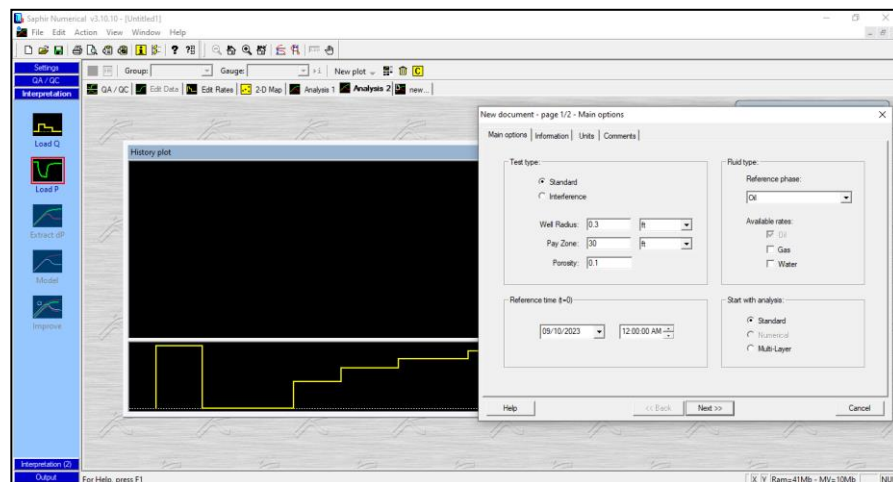 Saphir Numerical v3.10.10 - [Untitled1]
File Edit Action View Window Help
Settings
QA / QC
Interpretation
Group: Gauge: New plot
QA / QC Edit Data Edit Rates 2-D Map Analysis 1 Analysis 2 new...
Load Q
Load P
Extract dP
Model
Improve
History plot
New document - page 1/2 - Main options
Main options Information Units Comments
Test type:
Standard
Interference
Well Radius: 0.3 ft
Pay Zone: 30 ft
Porosity: 0.1
Fluid type:
Reference phase:
Oil
Available rates:
Oil
Gas
Water
Reference time (t=0)
09/10/2023 12:00:00 AM
Start with analysis:
Standard
Numerical
Multi-Layer
Help << Back Next >> Cancel
Interpretation (2)
Output
For Help, press F1
X Y Ram=41Mb - MV=10Mb NU